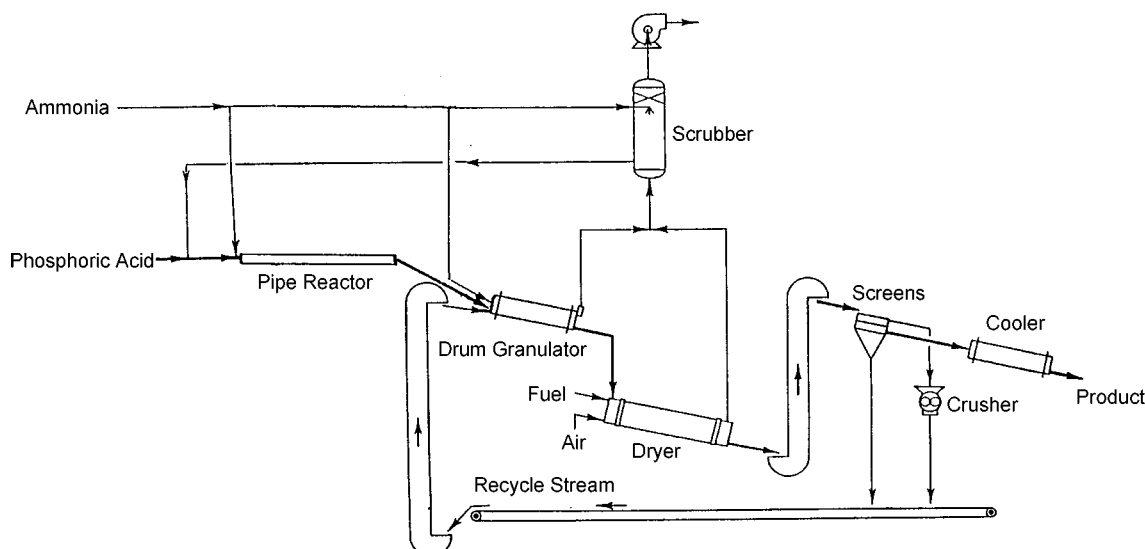 Ammonia
Scrubber
Phosphoric Acid
Pipe Reactor
Drum Granulator
Screens
Cooler
Fuel
Air
Dryer
Crusher
Product
Recycle Stream